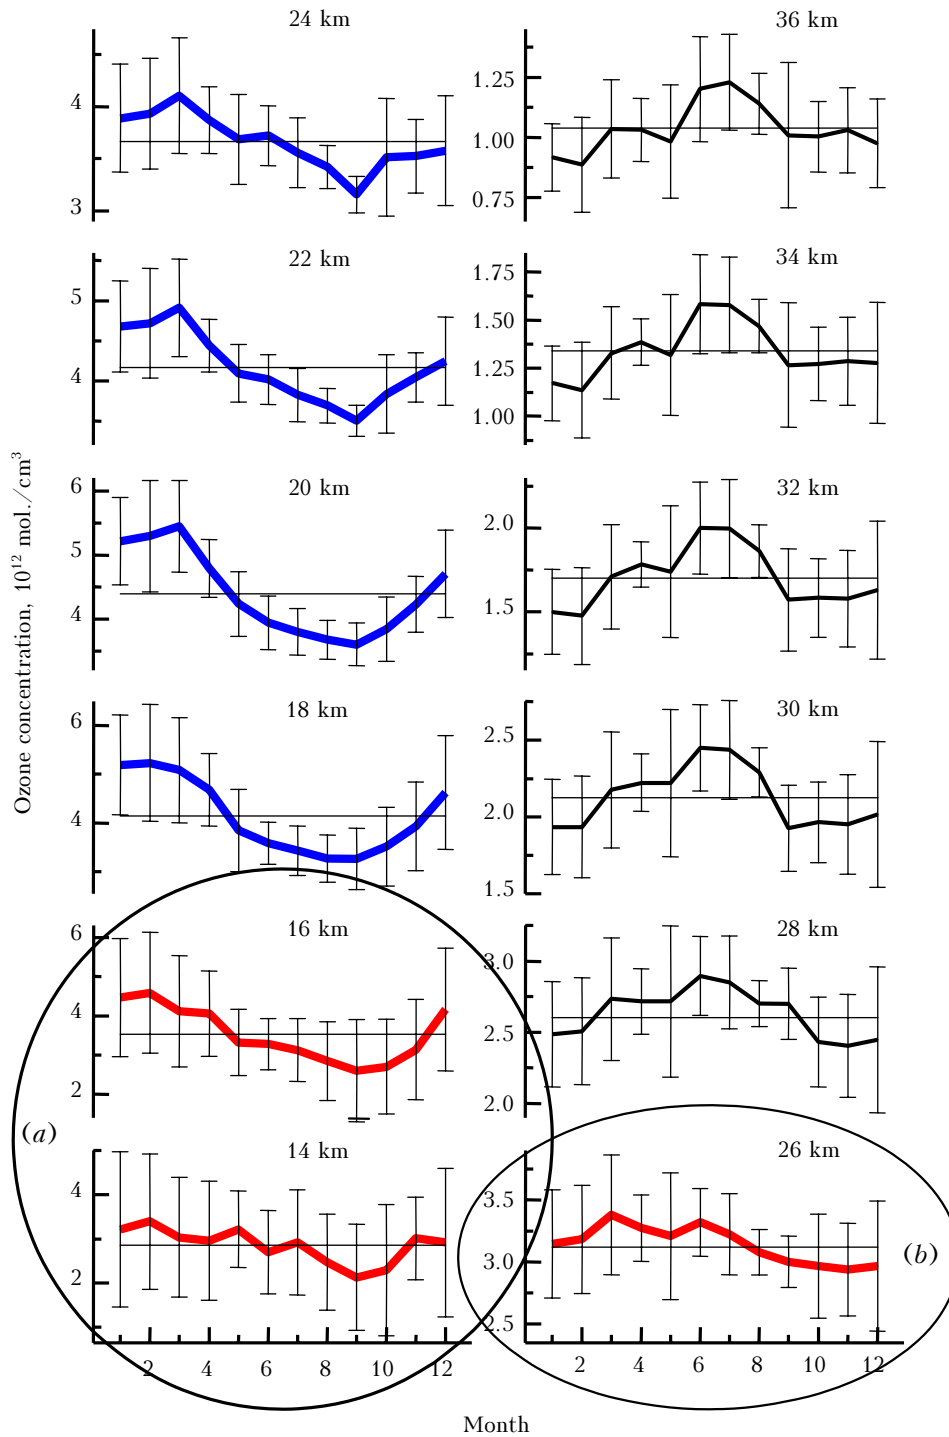 24 km
4
3
36 km
1.25
1.00
0.75
22 km
5
4
34 km
1.75
1.50
1.25
1.00
20 km
6
5
4
32 km
2.0
1.5
18 km
6
4
30 km
2.5
2.0
1.5
16 km
6
4
2
28 km
3.0
2.5
2.0
(a)
14 km
4
2
26 km
3.5
3.0
2.5
(b)
2 4 6 8 10 12
2 4 6 8 10 12
Ozone concentration, 10¹² mol./cm³
Month